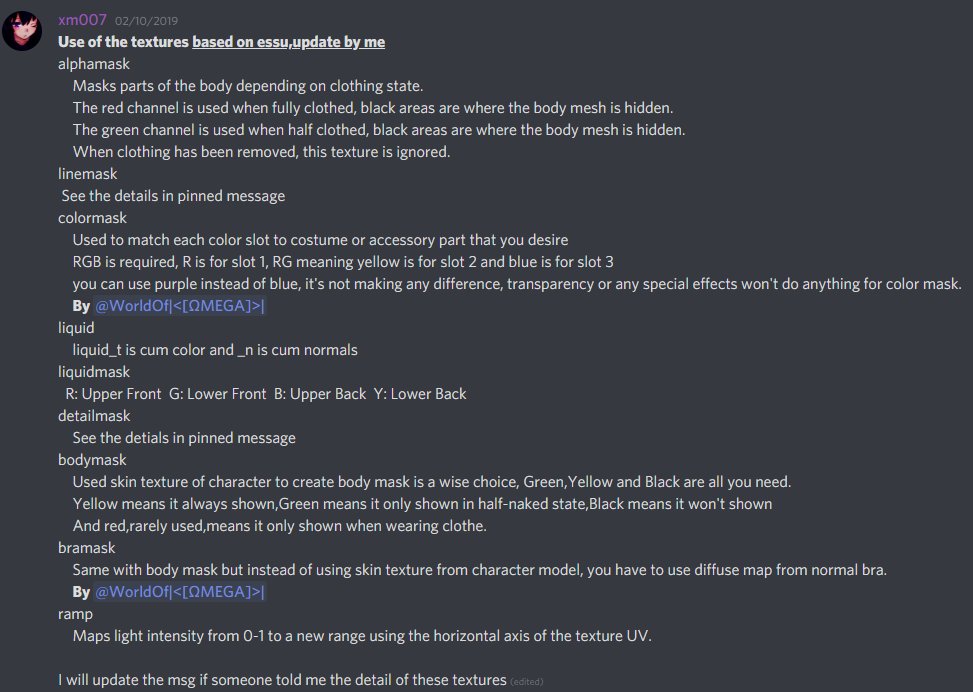 xm007 02/10/2019
Use of the textures based on essu,update by me
alphamask
Masks parts of the body depending on clothing state.
The red channel is used when fully clothed, black areas are where the body mesh is hidden.
The green channel is used when half clothed, black areas are where the body mesh is hidden.
When clothing has been removed, this texture is ignored.
linemask
See the details in pinned message
colormask
Used to match each color slot to costume or accessory part that you desire
RGB is required, R is for slot 1, RG meaning yellow is for slot 2 and blue is for slot 3
you can use purple instead of blue, it's not making any difference, transparency or any special effects won't do anything for color mask.
By @WorldOf|<[ΩMEGA]>|
liquid
liquid_t is cum color and _n is cum normals
liquidmask
R: Upper Front  G: Lower Front  B: Upper Back  Y: Lower Back
detailmask
See the detials in pinned message
bodymask
Used skin texture of character to create body mask is a wise choice, Green,Yellow and Black are all you need.
Yellow means it always shown,Green means it only shown in half-naked state,Black means it won't shown
And red,rarely used,means it only shown when wearing clothe.
bramask
Same with body mask but instead of using skin texture from character model, you have to use diffuse map from normal bra.
By @WorldOf|<[ΩMEGA]>|
ramp
Maps light intensity from 0-1 to a new range using the horizontal axis of the texture UV.
I will update the msg if someone told me the detail of these textures (edited)